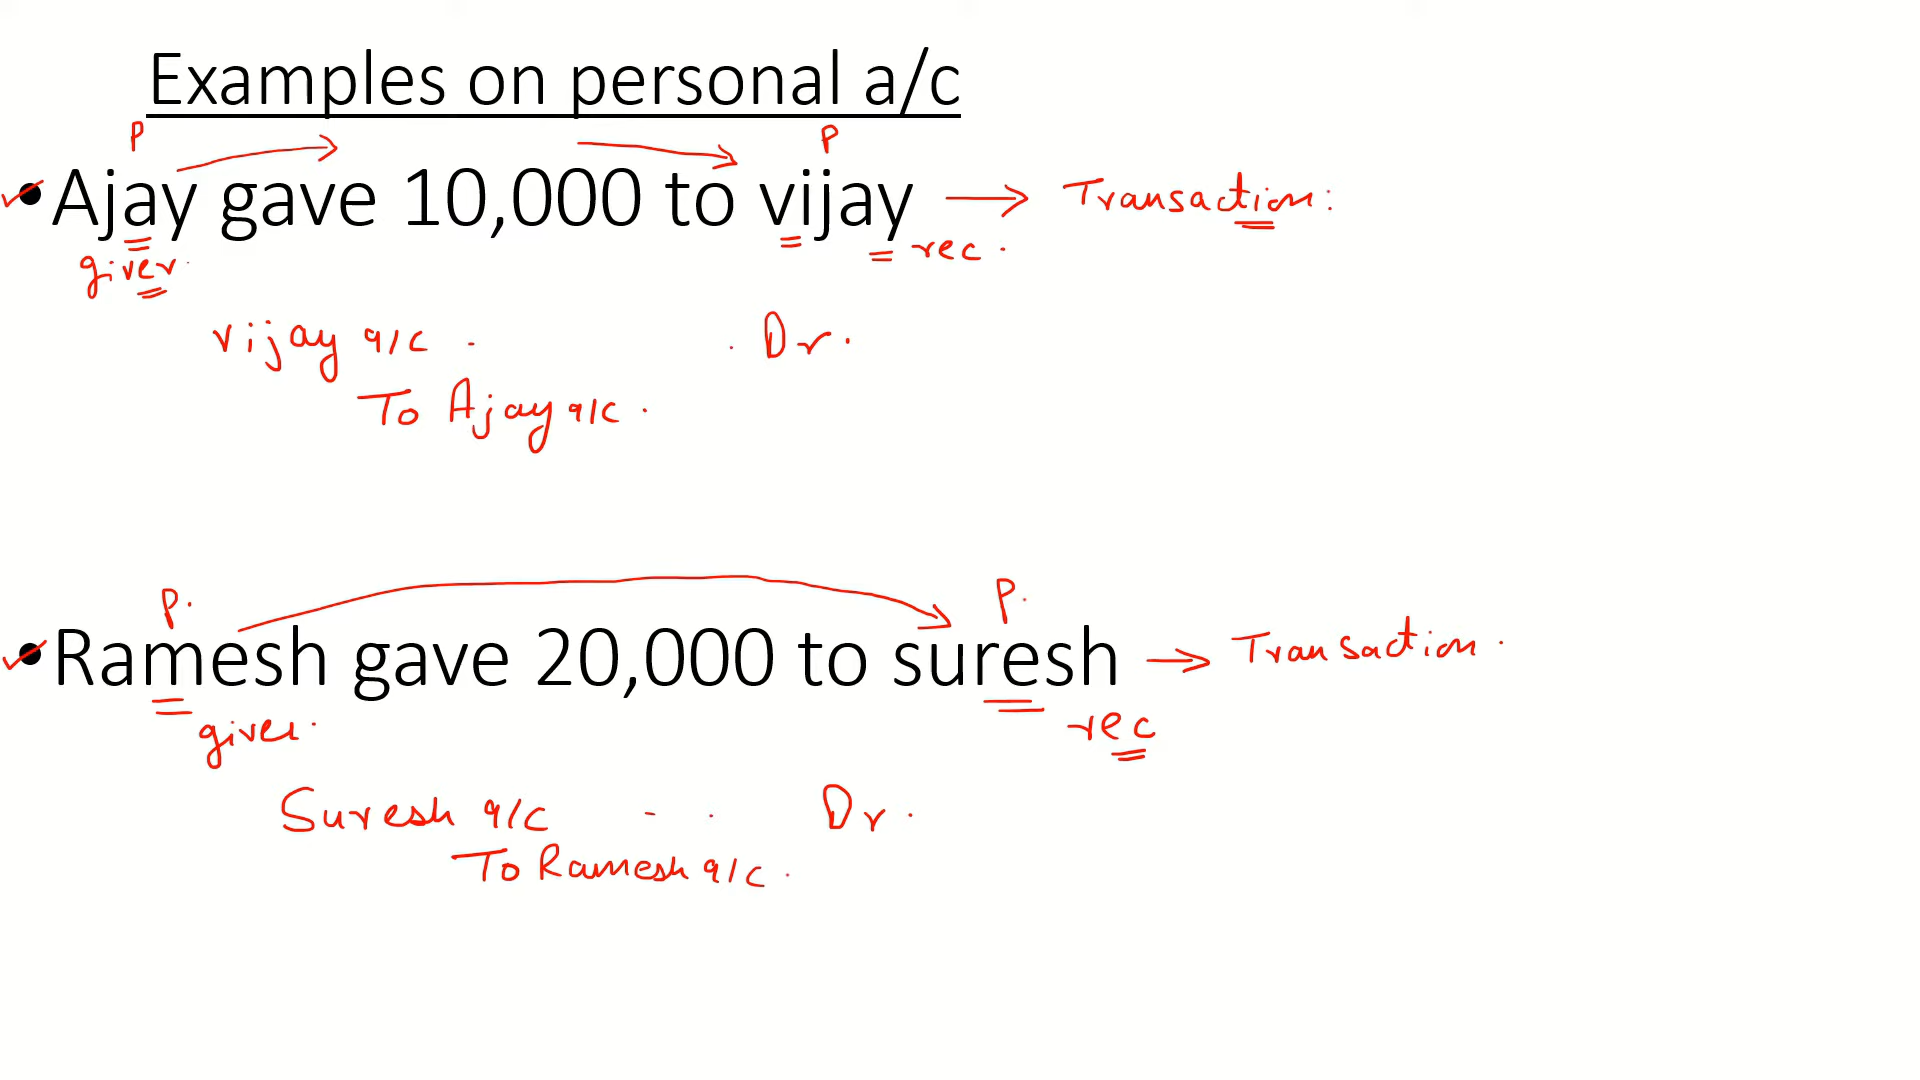 Examples on personal a/c
P P
• Ajay gave 10,000 to vijay → Transaction:
giver. rec.
vijay a/c . . Dr.
To Ajay a/c.
P. P.
• Ramesh gave 20,000 to suresh → Transaction.
giver. rec
Suresh a/c - . Dr.
To Ramesh a/c.